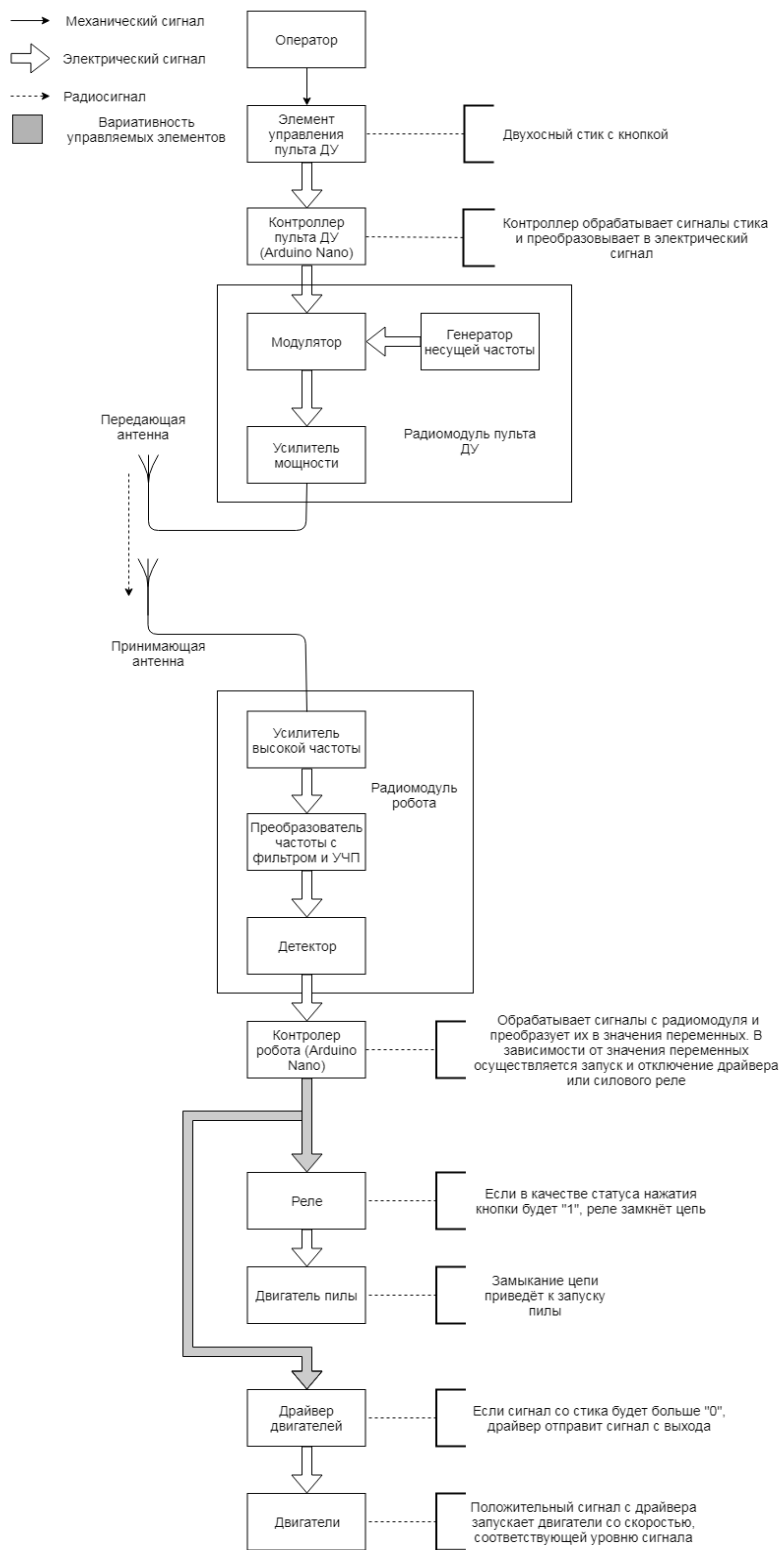 Механический сигнал
Электрический сигнал
Радиосигнал
Вариативность
управляемых элементов
Оператор
Элемент
управления
пульта ДУ
Двухосный стик с кнопкой
Контроллер
пульта ДУ
(Arduino Nano)
Контроллер обрабатывает сигналы стика
и преобразовывает в электрический
сигнал
Модулятор
Генератор
несущей частоты
Усилитель
мощности
Радиомодуль пульта
ДУ
Передающая
антенна
Принимающая
антенна
Усилитель
высокой частоты
Радиомодуль
робота
Преобразователь
частоты с
фильтром и УЧП
Детектор
Контролер
робота (Arduino
Nano)
Обрабатывает сигналы с радиомодуля и
преобразует их в значения переменных. В
зависимости от значения переменных
осуществляется запуск и отключение драйвера
или силового реле
Реле
Если в качестве статуса нажатия
кнопки будет "1", реле замкнёт цепь
Двигатель пилы
Замыкание цепи
приведёт к запуску
пилы
Драйвер
двигателей
Если сигнал со стика будет больше "0",
драйвер отправит сигнал с выхода
Двигатели
Положительный сигнал с драйвера
запускает двигатели со скоростью,
соответствующей уровню сигнала